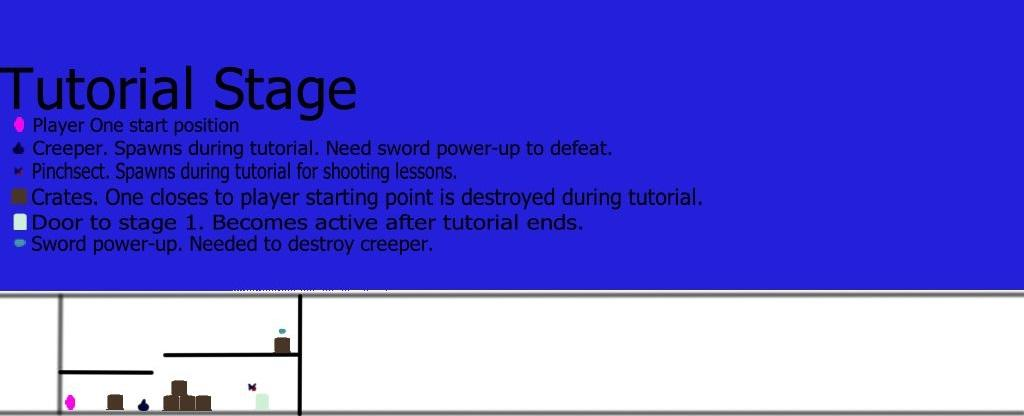 Tutorial Stage
Player One start position
Creeper. Spawns during tutorial. Need sword power-up to defeat.
Pinchsect. Spawns during tutorial for shooting lessons.
Crates. One closes to player starting point is destroyed during tutorial.
Door to stage 1. Becomes active after tutorial ends.
Sword power-up. Needed to destroy creeper.